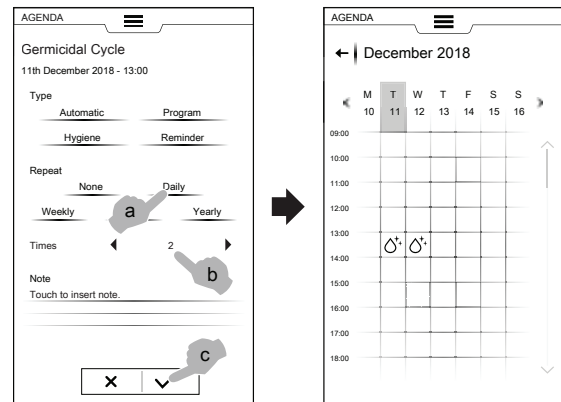 AGENDA
Germicidal Cycle
11th December 2018 - 13:00
Type
Automatic Program
Hygiene Reminder
Repeat
None Daily
Weekly Yearly
a
Times 2
b
Note
Touch to insert note.
c
AGENDA
December 2018
M T W T F S S
10 11 12 13 14 15 16
09:00
10:00
11:00
12:00
13:00
14:00
15:00
16:00
17:00
18:00